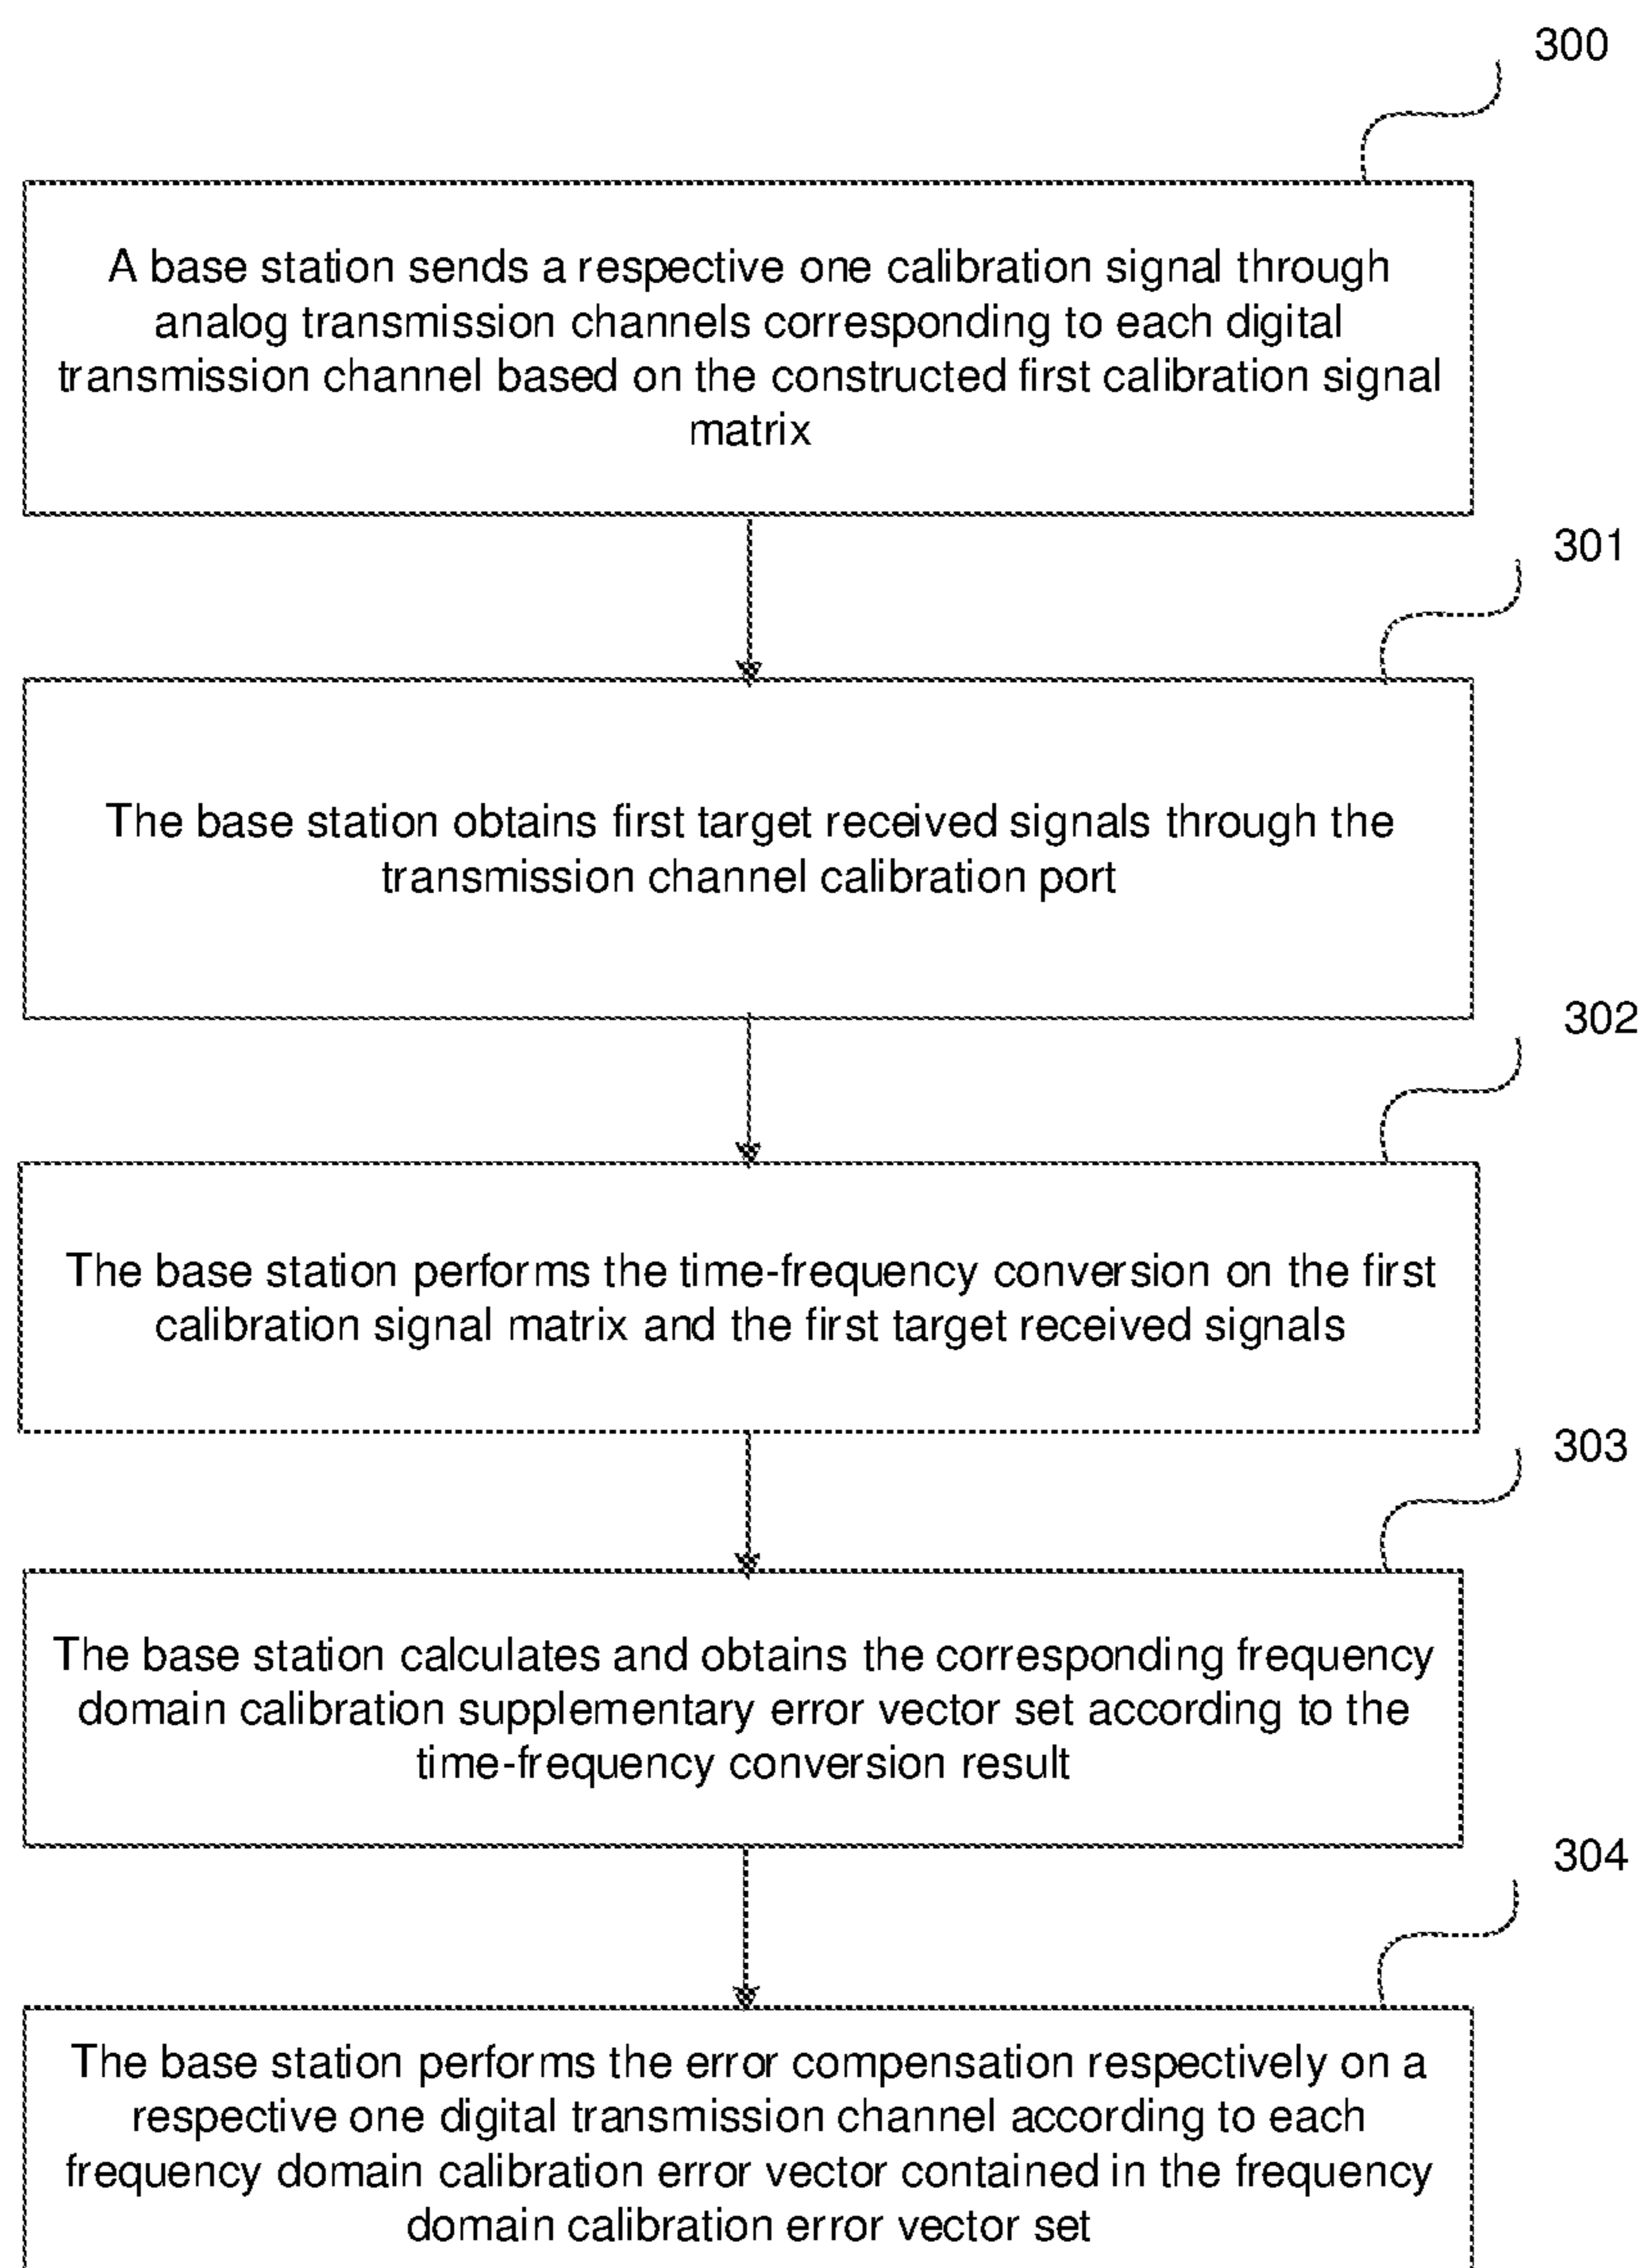 300
A base station sends a respective one calibration signal through
analog transmission channels corresponding to each digital
transmission channel based on the constructed first calibration signal
matrix
301
The base station obtains first target received signals through the
transmission channel calibration port
302
The base station performs the time-frequency conversion on the first
calibration signal matrix and the first target received signals
303
The base station calculates and obtains the corresponding frequency
domain calibration supplementary error vector set according to the
time-frequency conversion result
304
The base station performs the error compensation respectively on a
respective one digital transmission channel according to each
frequency domain calibration error vector contained in the frequency
domain calibration error vector set